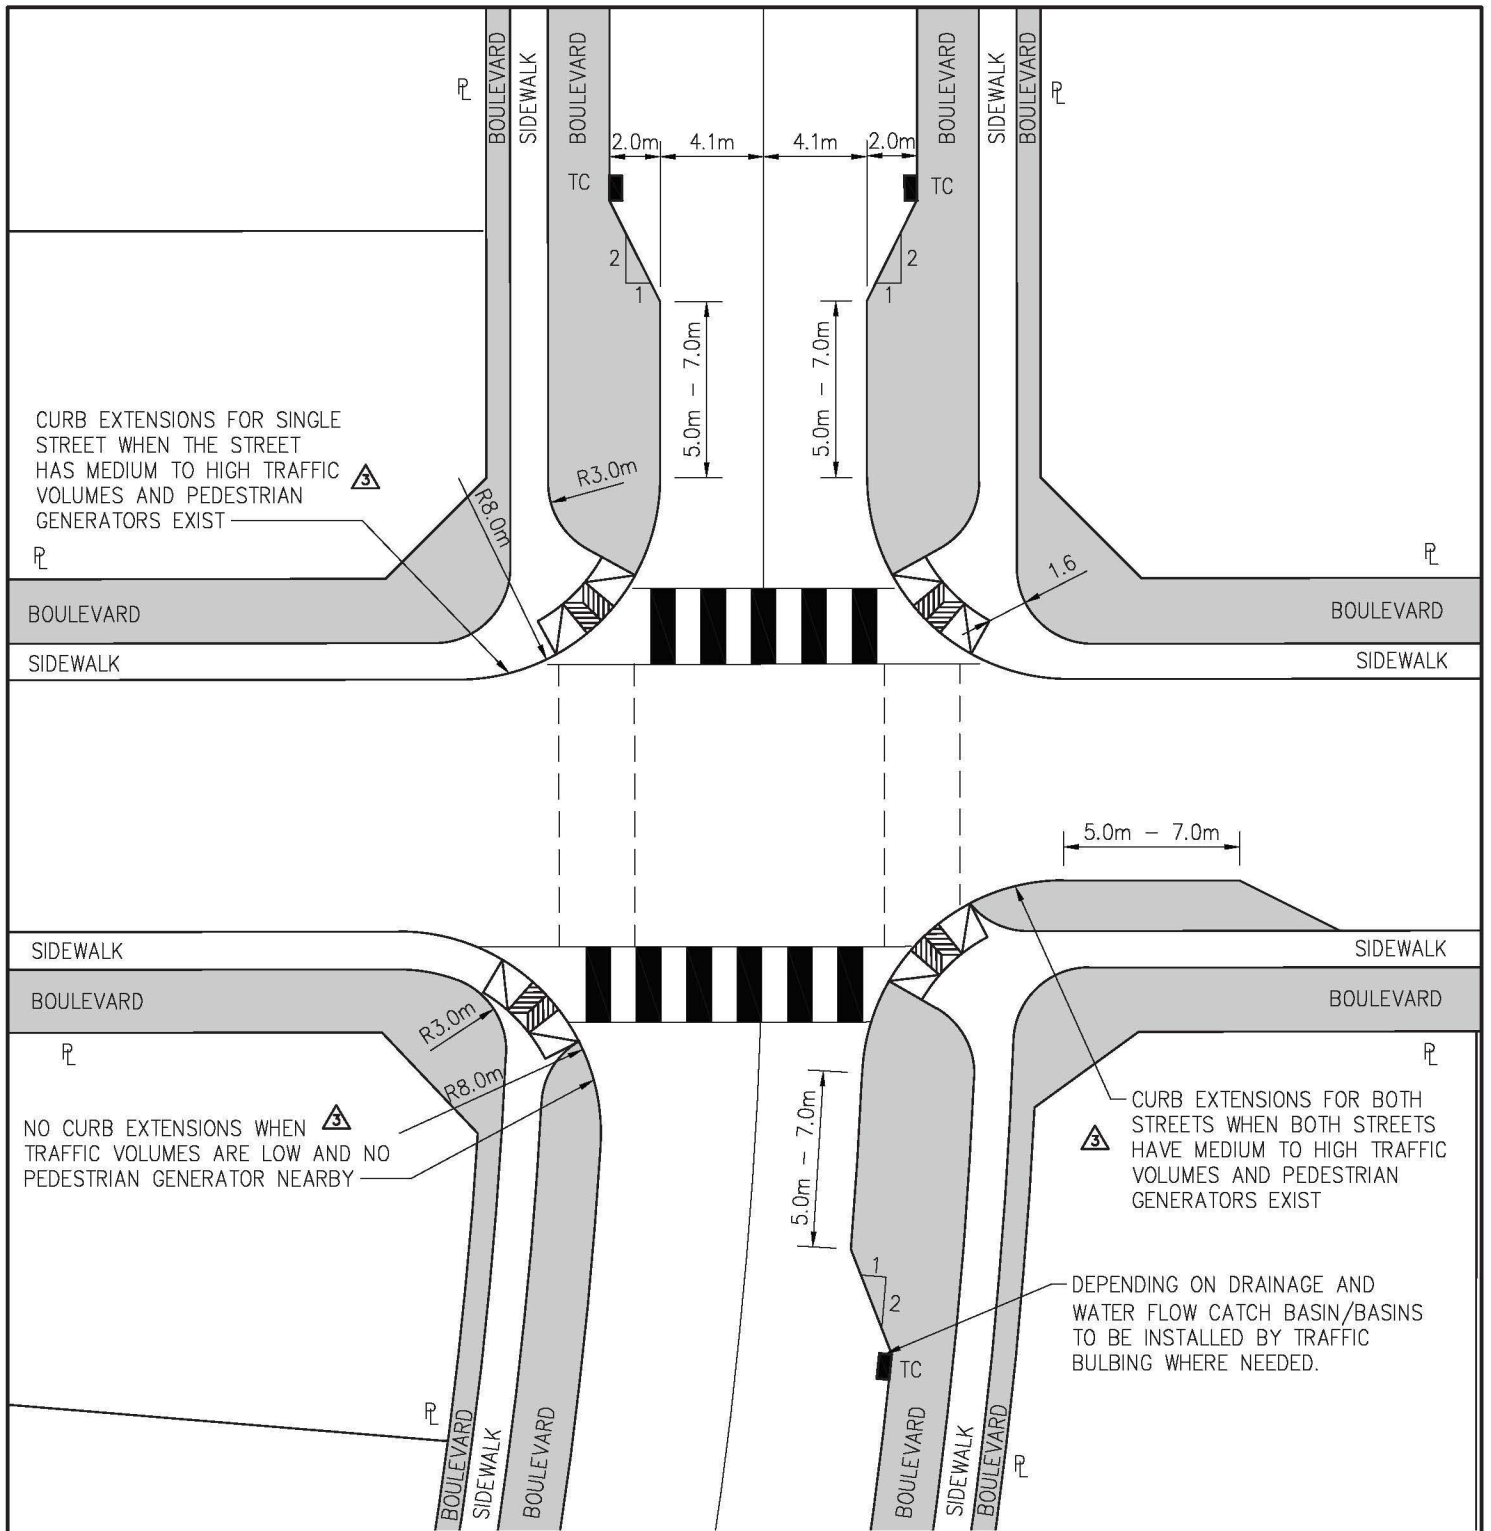 BOULEVARD
SIDEWALK
BOULEVARD
BOULEVARD
SIDEWALK
BOULEVARD
PL
PL
2.0m
4.1m
4.1m
2.0m
TC
TC
2
1
2
1
5.0m - 7.0m
5.0m - 7.0m
CURB EXTENSIONS FOR SINGLE
STREET WHEN THE STREET
HAS MEDIUM TO HIGH TRAFFIC 3
VOLUMES AND PEDESTRIAN
GENERATORS EXIST
R3.0m
R8.0m
PL
PL
1.6
BOULEVARD
BOULEVARD
SIDEWALK
SIDEWALK
5.0m - 7.0m
SIDEWALK
SIDEWALK
BOULEVARD
BOULEVARD
R3.0m
PL
PL
R8.0m
NO CURB EXTENSIONS WHEN 3
TRAFFIC VOLUMES ARE LOW AND NO
PEDESTRIAN GENERATOR NEARBY
5.0m - 7.0m
CURB EXTENSIONS FOR BOTH
STREETS WHEN BOTH STREETS
3 HAVE MEDIUM TO HIGH TRAFFIC
VOLUMES AND PEDESTRIAN
GENERATORS EXIST
1
2
DEPENDING ON DRAINAGE AND
WATER FLOW CATCH BASIN/BASINS
TO BE INSTALLED BY TRAFFIC
BULBING WHERE NEEDED.
TC
PL
BOULEVARD
SIDEWALK
BOULEVARD
BOULEVARD
SIDEWALK
BOULEVARD
PL